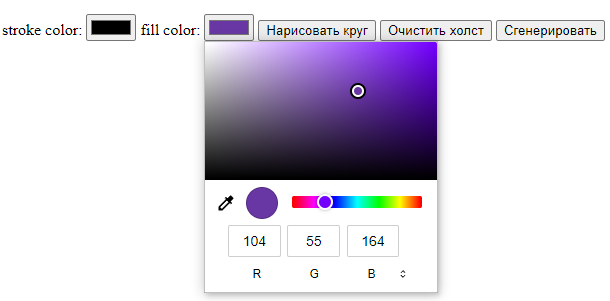 stroke color: fill color: Нарисовать круг Очистить холст Сгенерировать
104 55 164
R G B